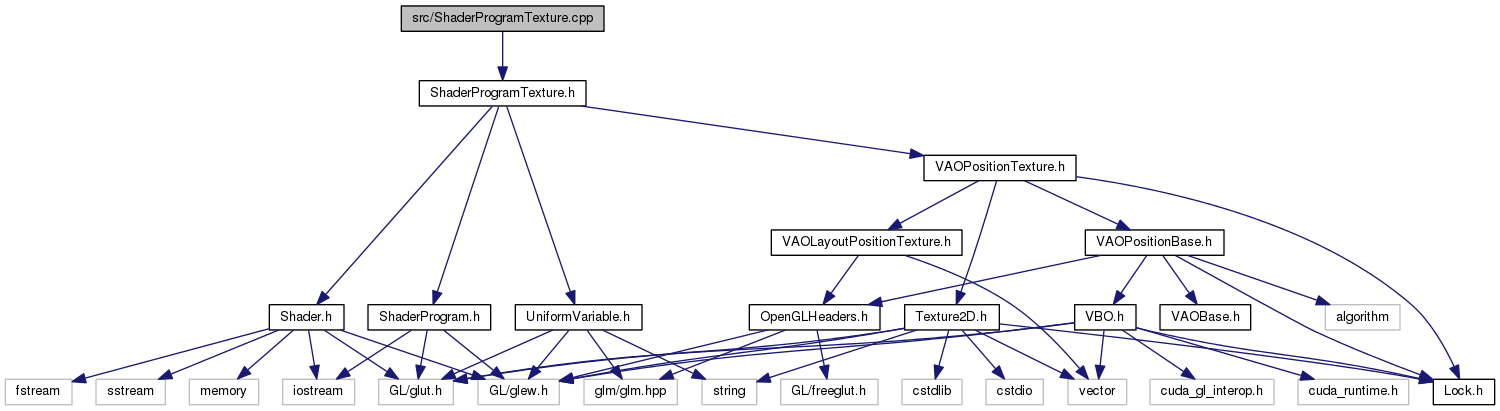 src/ShaderProgramTexture.cpp
ShaderProgramTexture.h
VAOPositionTexture.h
VAOLayoutPositionTexture.h
VAOPositionBase.h
Shader.h
ShaderProgram.h
UniformVariable.h
OpenGLHeaders.h
Texture2D.h
VBO.h
VAOBase.h
algorithm
fstream
sstream
memory
iostream
GL/glut.h
GL/glew.h
glm/glm.hpp
string
GL/freeglut.h
cstdlib
cstdio
vector
cuda_gl_interop.h
cuda_runtime.h
Lock.h